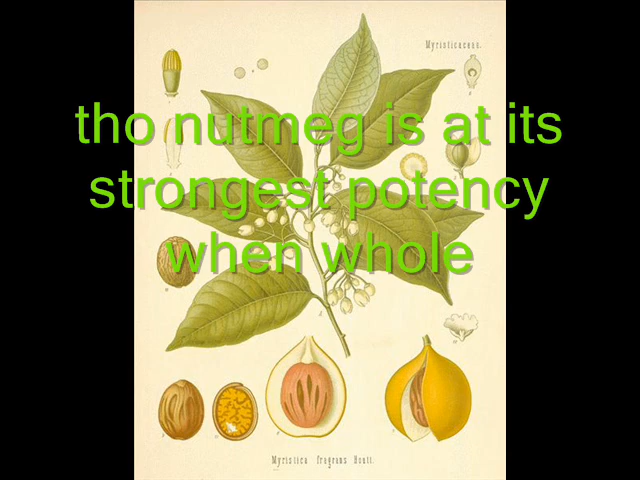 Myristicaceae.
tho nutmeg is at its
strongest potency
when whole
Myristica fragrans Houtt.